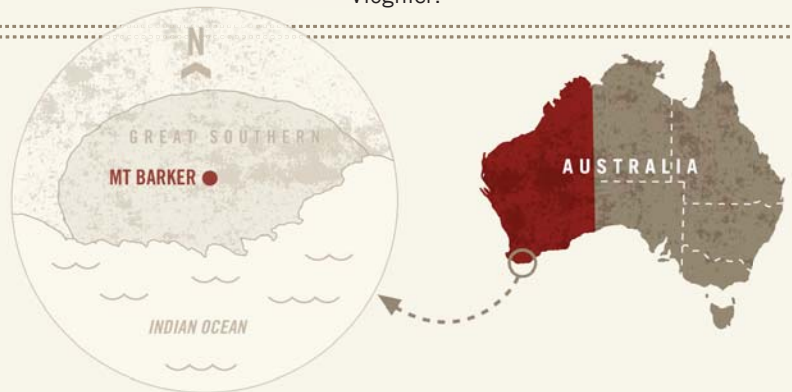 Viognier.
N
GREAT SOUTHERN
MT BARKER
INDIAN OCEAN
AUSTRALIA